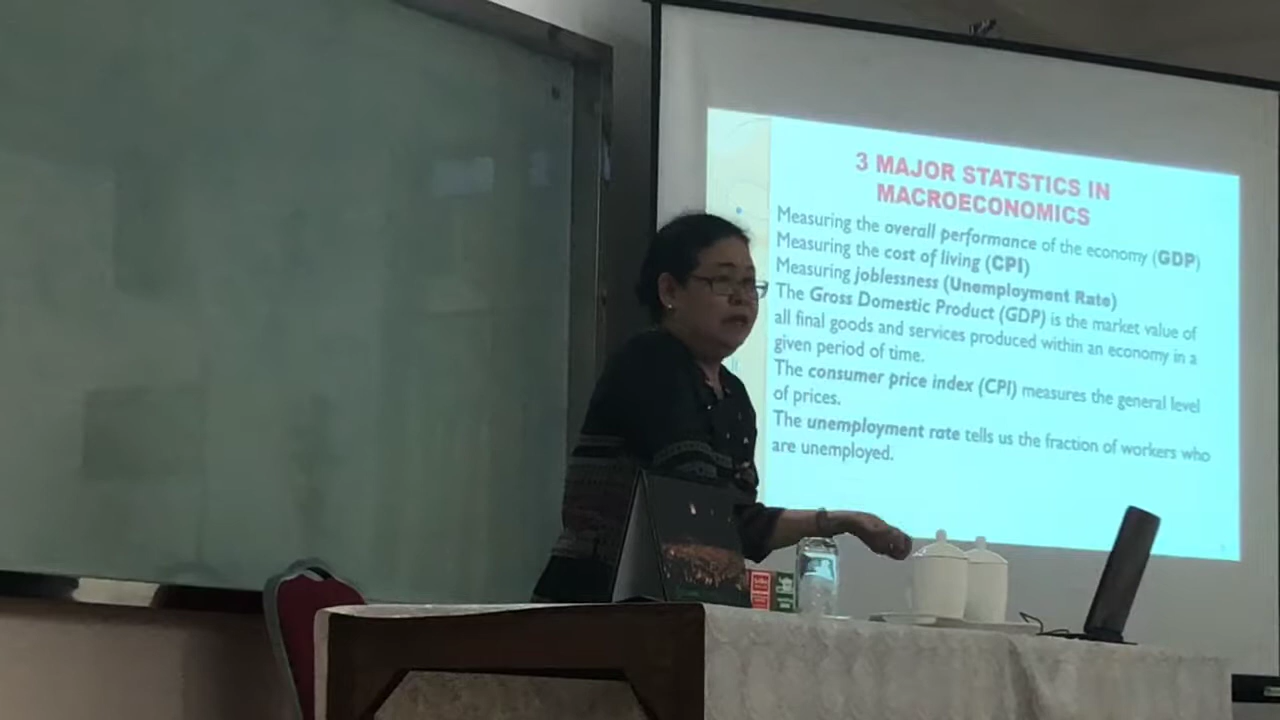 3 MAJOR STATSTICS IN
MACROECONOMICS
Measuring the overall performance of the economy (GDP)
Measuring the cost of living (CPI)
Measuring joblessness (Unemployment Rate)
The Gross Domestic Product (GDP) is the market value of
all final goods and services produced within an economy in a
given period of time.
The consumer price index (CPI) measures the general level
of prices.
The unemployment rate tells us the fraction of workers who
are unemployed.